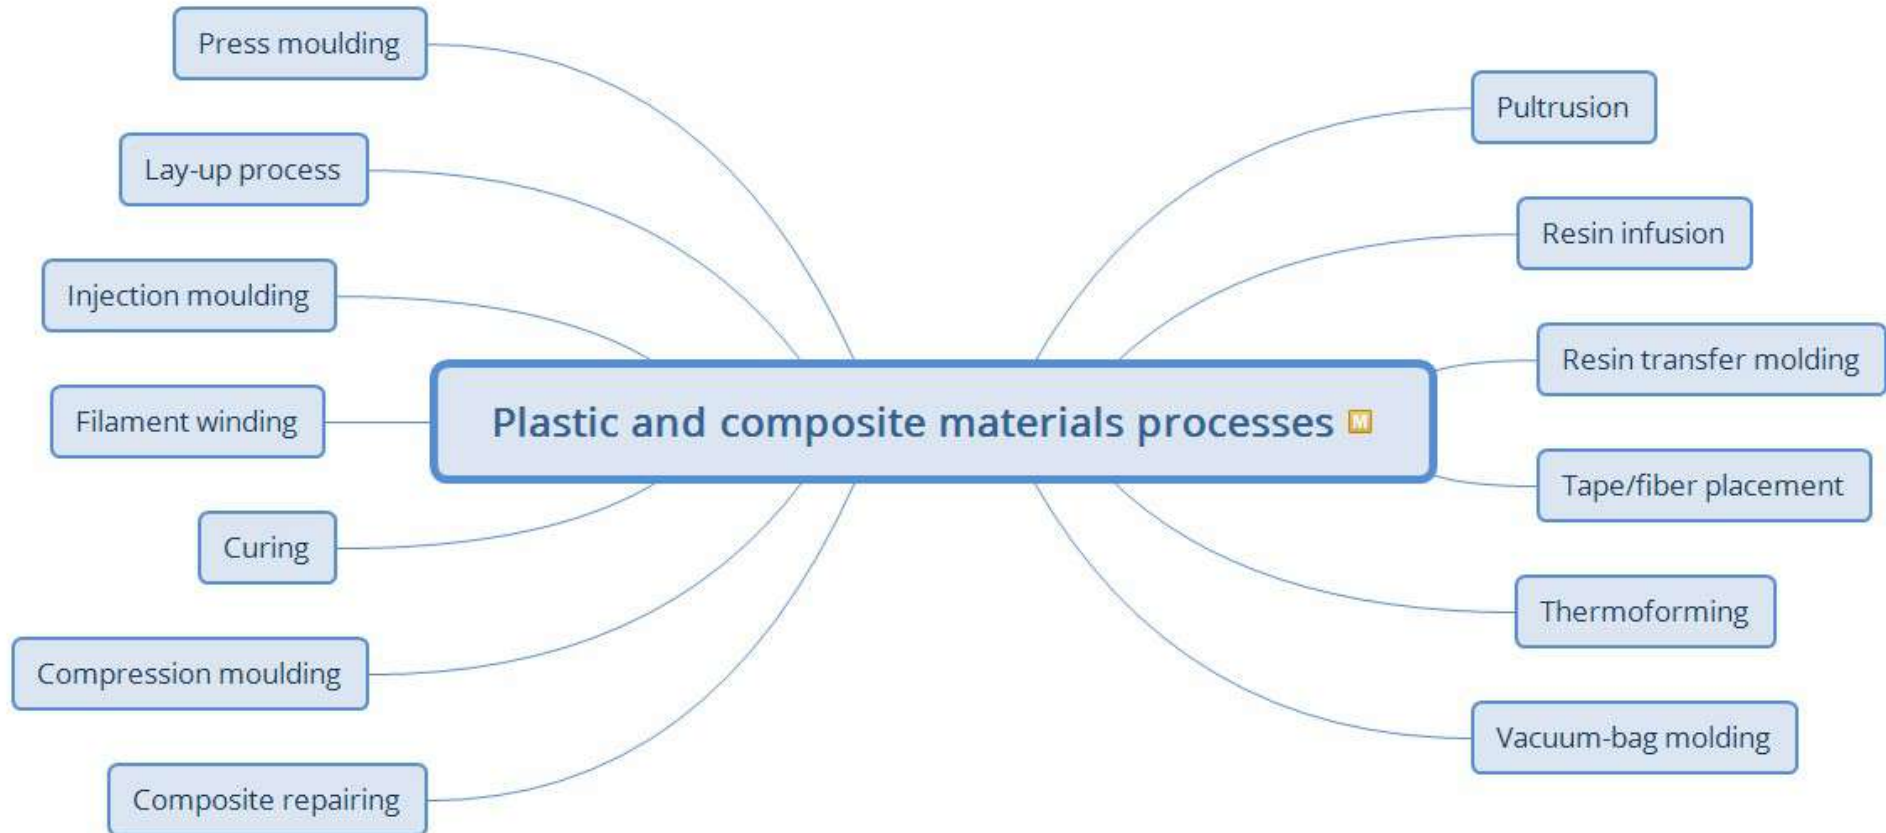 Press moulding
Lay-up process
Injection moulding
Filament winding
Curing
Compression moulding
Composite repairing
Plastic and composite materials processes M
Pultrusion
Resin infusion
Resin transfer molding
Tape/fiber placement
Thermoforming
Vacuum-bag molding